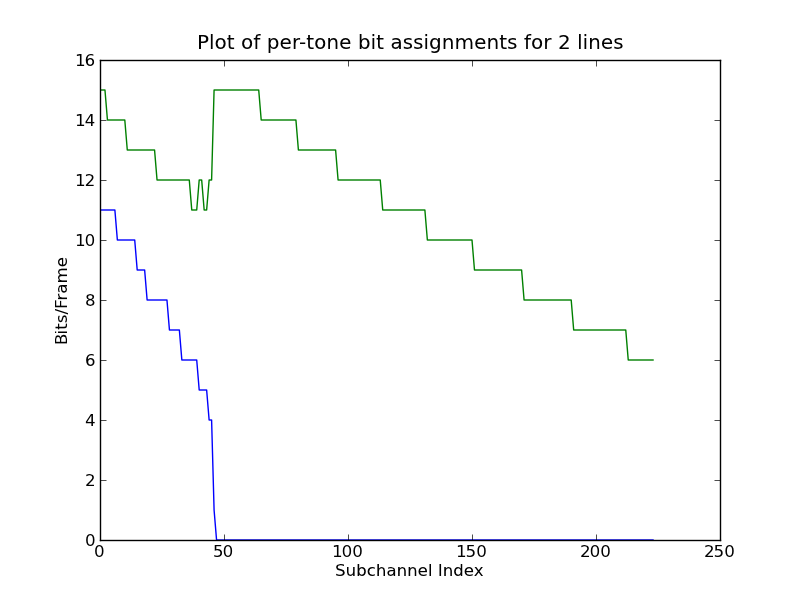 Plot of per-tone bit assignments for 2 lines
16
14
12
10
8
6
4
2
0
Bits/Frame
0 50 100 150 200 250
Subchannel Index